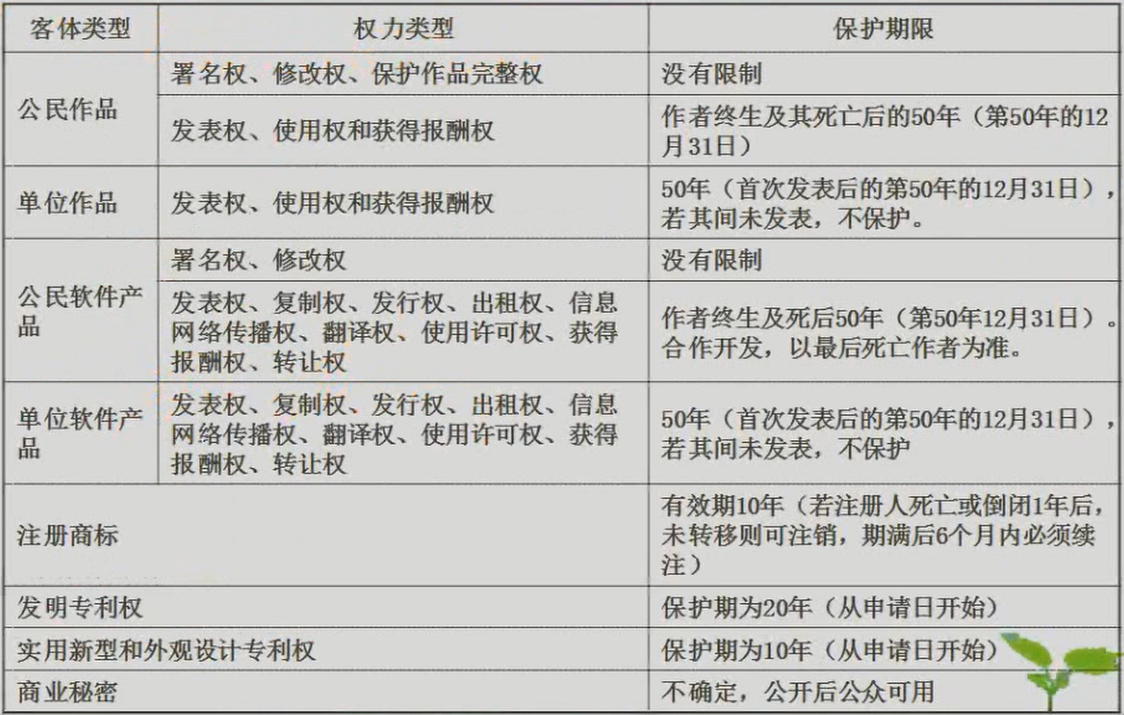 客体类型 权力类型 保护期限
公民作品
署名权、修改权、保护作品完整权
没有限制
发表权、使用权和获得报酬权
作者终生及其死亡后的50年（第50年的12
月31日）
单位作品
发表权、使用权和获得报酬权
50年（首次发表后的第50年的12月31日），
若其间未发表，不保护。
公民软件产
品
署名权、修改权
没有限制
发表权、复制权、发行权、出租权、信息
网络传播权、翻译权、使用许可权、获得
报酬权、转让权
作者终生及死后50年（第50年12月31日）。
合作开发，以最后死亡作者为准。
单位软件产
品
发表权、复制权、发行权、出租权、信息
网络传播权、翻译权、使用许可权、获得
报酬权、转让权
50年（首次发表后的第50年的12月31日），
若其间未发表，不保护
注册商标
有效期10年（若注册人死亡或倒闭1年后，
未转移则可注销，期满后6个月内必须续
注）
发明专利权
保护期为20年（从申请日开始）
实用新型和外观设计专利权
保护期为10年（从申请日开始）
商业秘密
不确定，公开后公众可用